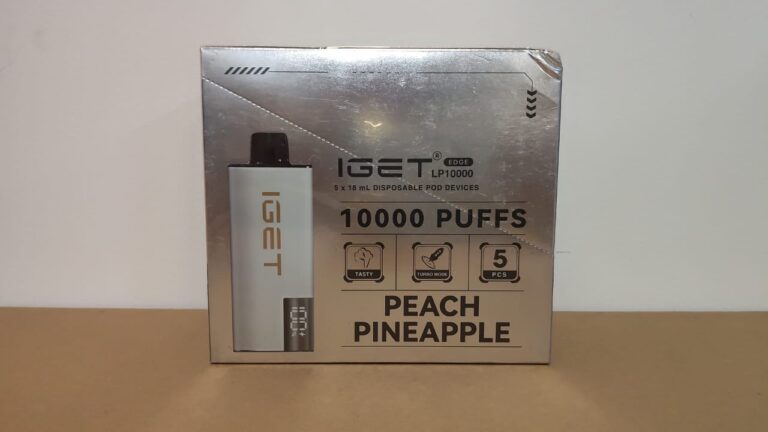 IGET® EDGE
LP10000
5 x 18 mL DISPOSABLE POD DEVICES
10000 PUFFS
TASTY
TURBO MODE
5
PCS
PEACH
PINEAPPLE
IGET
100%